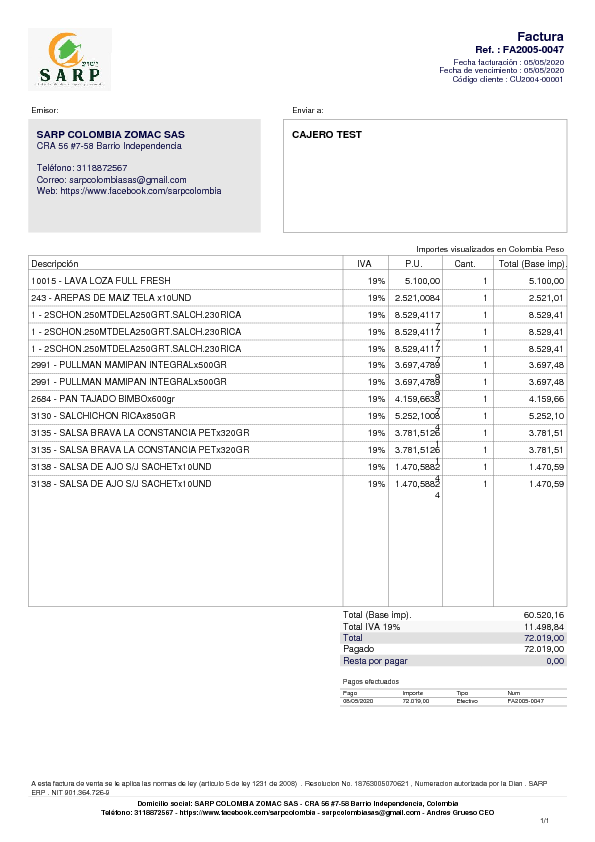 SARP
Factura
Ref. : FA2005-0047
Fecha facturación : 05/05/2020
Fecha de vencimiento : 05/05/2020
Código cliente : CU2004-00001
Emisor:
Enviar a:
SARP COLOMBIA ZOMAC SAS
CRA 56 #7-58 Barrio Independencia
Teléfono: 3118872567
Correo: sarpcolombiasas@gmail.com
Web: https://www.facebook.com/sarpcolombia
CAJERO TEST
Importes visualizados en Colombia Peso
Descripción IVA P.U. Cant. Total (Base imp).
10015 - LAVA LOZA FULL FRESH 19% 5.100,00 1 5.100,00
243 - AREPAS DE MAIZ TELA x10UND 19% 2.521,0084 1 2.521,01
1 - 2SCHON.250MTDELA250GRT.SALCH.230RICA 19% 8.529,4117 1 8.529,41
7
1 - 2SCHON.250MTDELA250GRT.SALCH.230RICA 19% 8.529,4117 1 8.529,41
7
1 - 2SCHON.250MTDELA250GRT.SALCH.230RICA 19% 8.529,4117 1 8.529,41
7
2991 - PULLMAN MAMIPAN INTEGRALx500GR 19% 3.697,4789 1 3.697,48
9
2991 - PULLMAN MAMIPAN INTEGRALx500GR 19% 3.697,4789 1 3.697,48
9
2684 - PAN TAJADO BIMBOx600gr 19% 4.159,6638 1 4.159,66
7
3130 - SALCHICHON RICAx850GR 19% 5.252,1008 1 5.252,10
4
3135 - SALSA BRAVA LA CONSTANCIA PETx320GR 19% 3.781,5126 1 3.781,51
1
3135 - SALSA BRAVA LA CONSTANCIA PETx320GR 19% 3.781,5126 1 3.781,51
1
3138 - SALSA DE AJO S/J SACHETx10UND 19% 1.470,5882 1 1.470,59
4
3138 - SALSA DE AJO S/J SACHETx10UND 19% 1.470,5882 1 1.470,59
4
Total (Base imp). 60.520,16
Total IVA 19% 11.498,84
Total 72.019,00
Pagado 72.019,00
Resta por pagar 0,00
Pagos efectuados
Pago Importe Tipo Num
05/05/2020 72.019,00 Efectivo FA2005-0047
A esta factura de venta se le aplica las normas de ley (artículo 5 de ley 1231 de 2008) . Resolucion No. 18763005070621 , Numeracion autorizada por la Dian . SARP
ERP . NIT 901.364.726-9
Domicilio social: SARP COLOMBIA ZOMAC SAS - CRA 56 #7-58 Barrio Independencia, Colombia
Teléfono: 3118872567 - https://www.facebook.com/sarpcolombia - sarpcolombiasas@gmail.com - Andres Grueso CEO
1/1